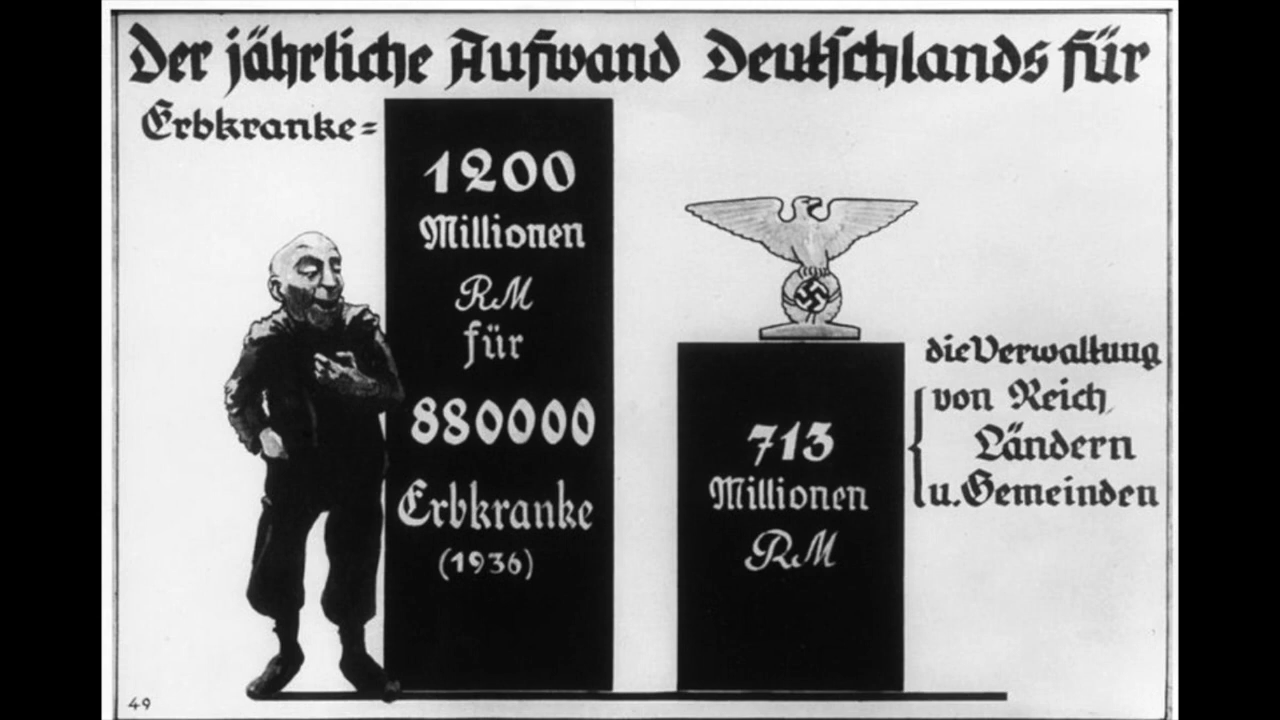 Der jährliche Aufwand Deutschlands für
Erbkranke=
1200
Millionen
RM
für
880000
Erbkranke
(1936)
713
Millionen
RM
die Verwaltung
von Reich,
Ländern
u. Gemeinden
49